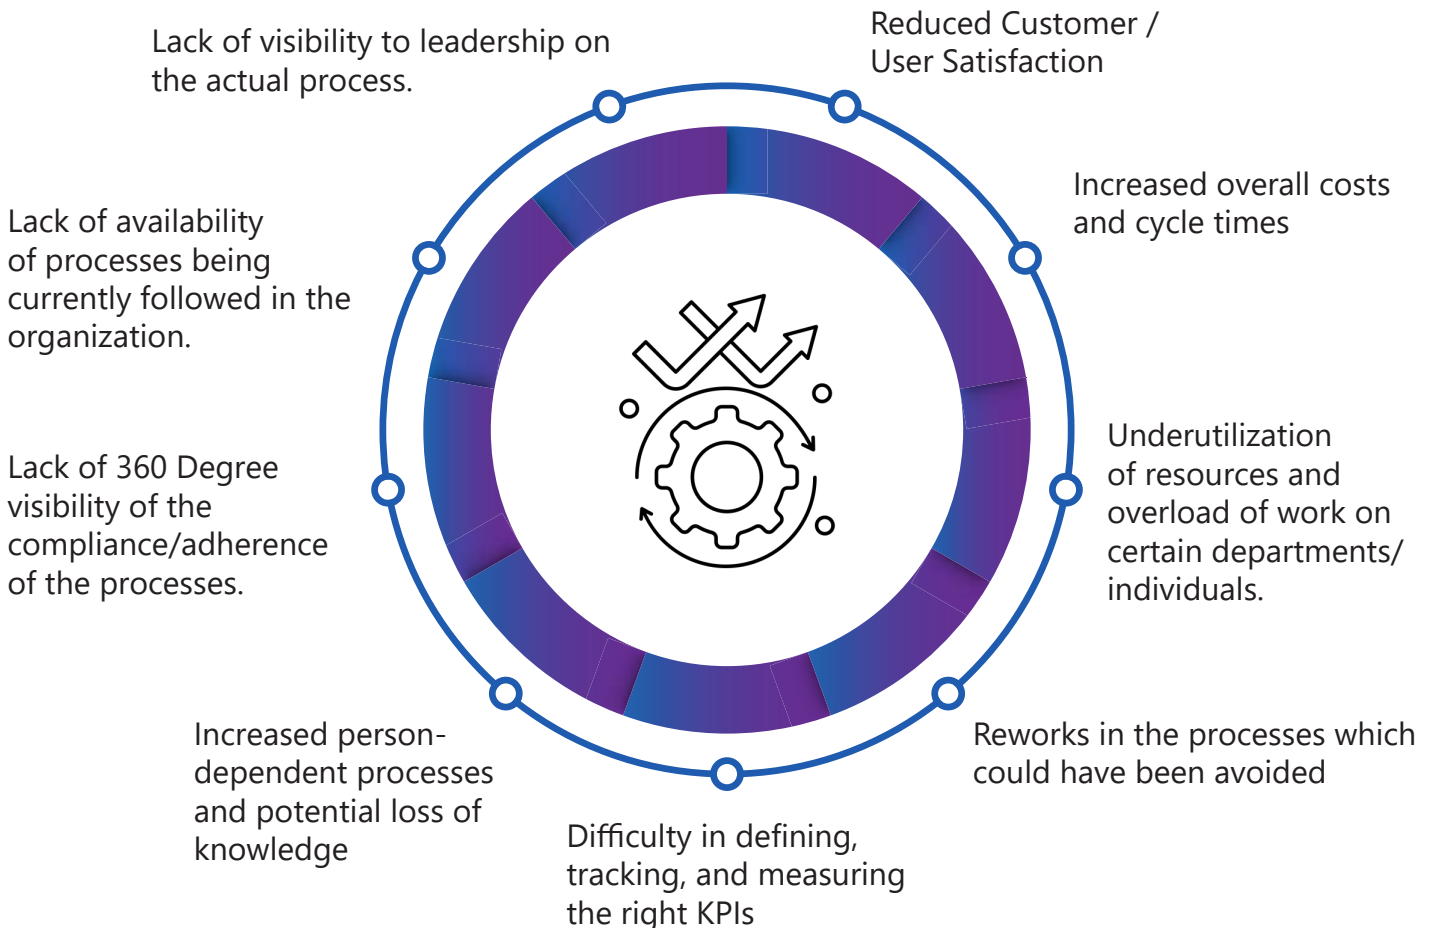 Lack of visibility to leadership on
the actual process.
Reduced Customer /
User Satisfaction
Increased overall costs
and cycle times
Underutilization
of resources and
overload of work on
certain departments/
individuals.
Reworks in the processes which
could have been avoided
Difficulty in defining,
tracking, and measuring
the right KPIs
Increased person-
dependent processes
and potential loss of
knowledge
Lack of 360 Degree
visibility of the
compliance/adherence
of the processes.
Lack of availability
of processes being
currently followed in the
organization.